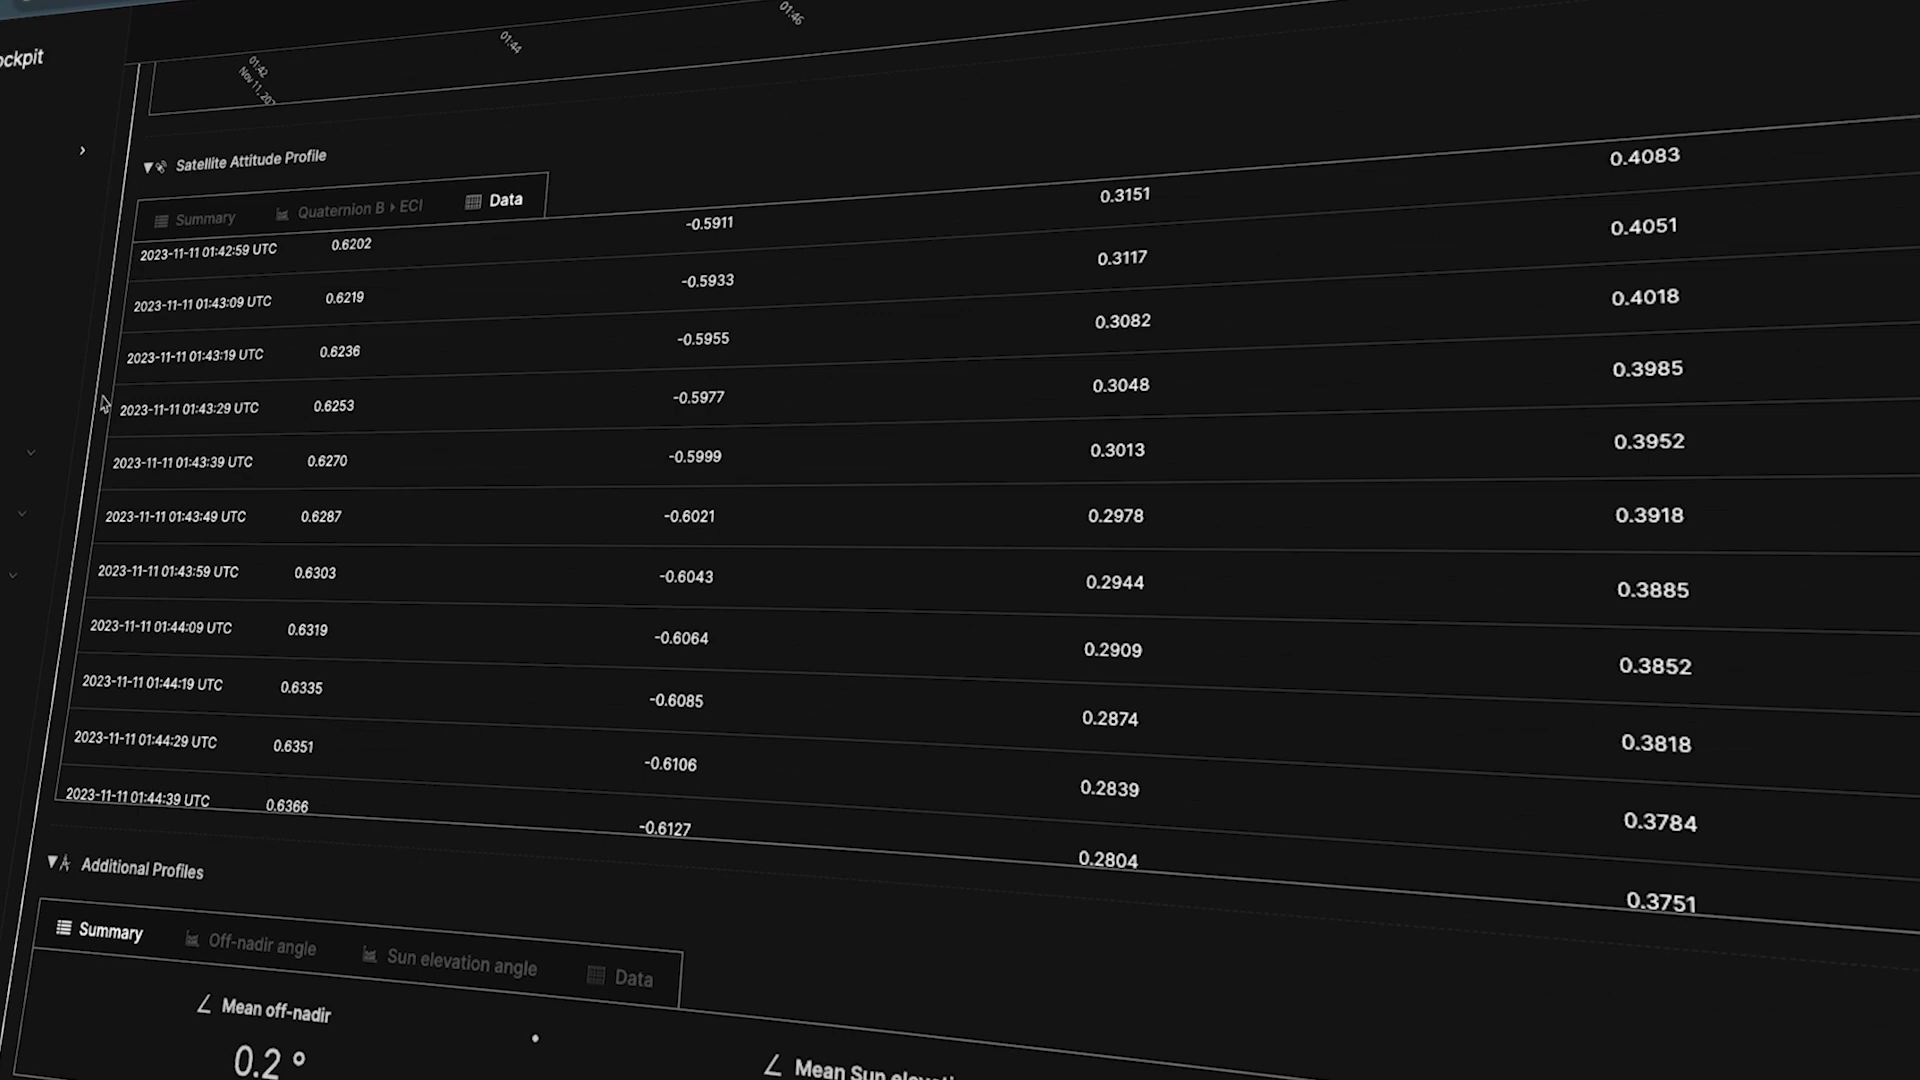 ockpit
01:42
Nov 11, 202
01:44
01:46
Satellite Attitude Profile
Summary Quaternion B ▸ ECI Data
2023-11-11 01:42:59 UTC 0.6202 -0.5911 0.3151 0.4083
2023-11-11 01:43:09 UTC 0.6219 -0.5933 0.3117 0.4051
2023-11-11 01:43:19 UTC 0.6236 -0.5955 0.3082 0.4018
2023-11-11 01:43:29 UTC 0.6253 -0.5977 0.3048 0.3985
2023-11-11 01:43:39 UTC 0.6270 -0.5999 0.3013 0.3952
2023-11-11 01:43:49 UTC 0.6287 -0.6021 0.2978 0.3918
2023-11-11 01:43:59 UTC 0.6303 -0.6043 0.2944 0.3885
2023-11-11 01:44:09 UTC 0.6319 -0.6064 0.2909 0.3852
2023-11-11 01:44:19 UTC 0.6335 -0.6085 0.2874 0.3818
2023-11-11 01:44:29 UTC 0.6351 -0.6106 0.2839 0.3784
2023-11-11 01:44:39 UTC 0.6366 -0.6127 0.2804 0.3751
Additional Profiles
Summary Off-nadir angle Sun elevation angle Data
Mean off-nadir
0.2 °
Mean Sun elevati